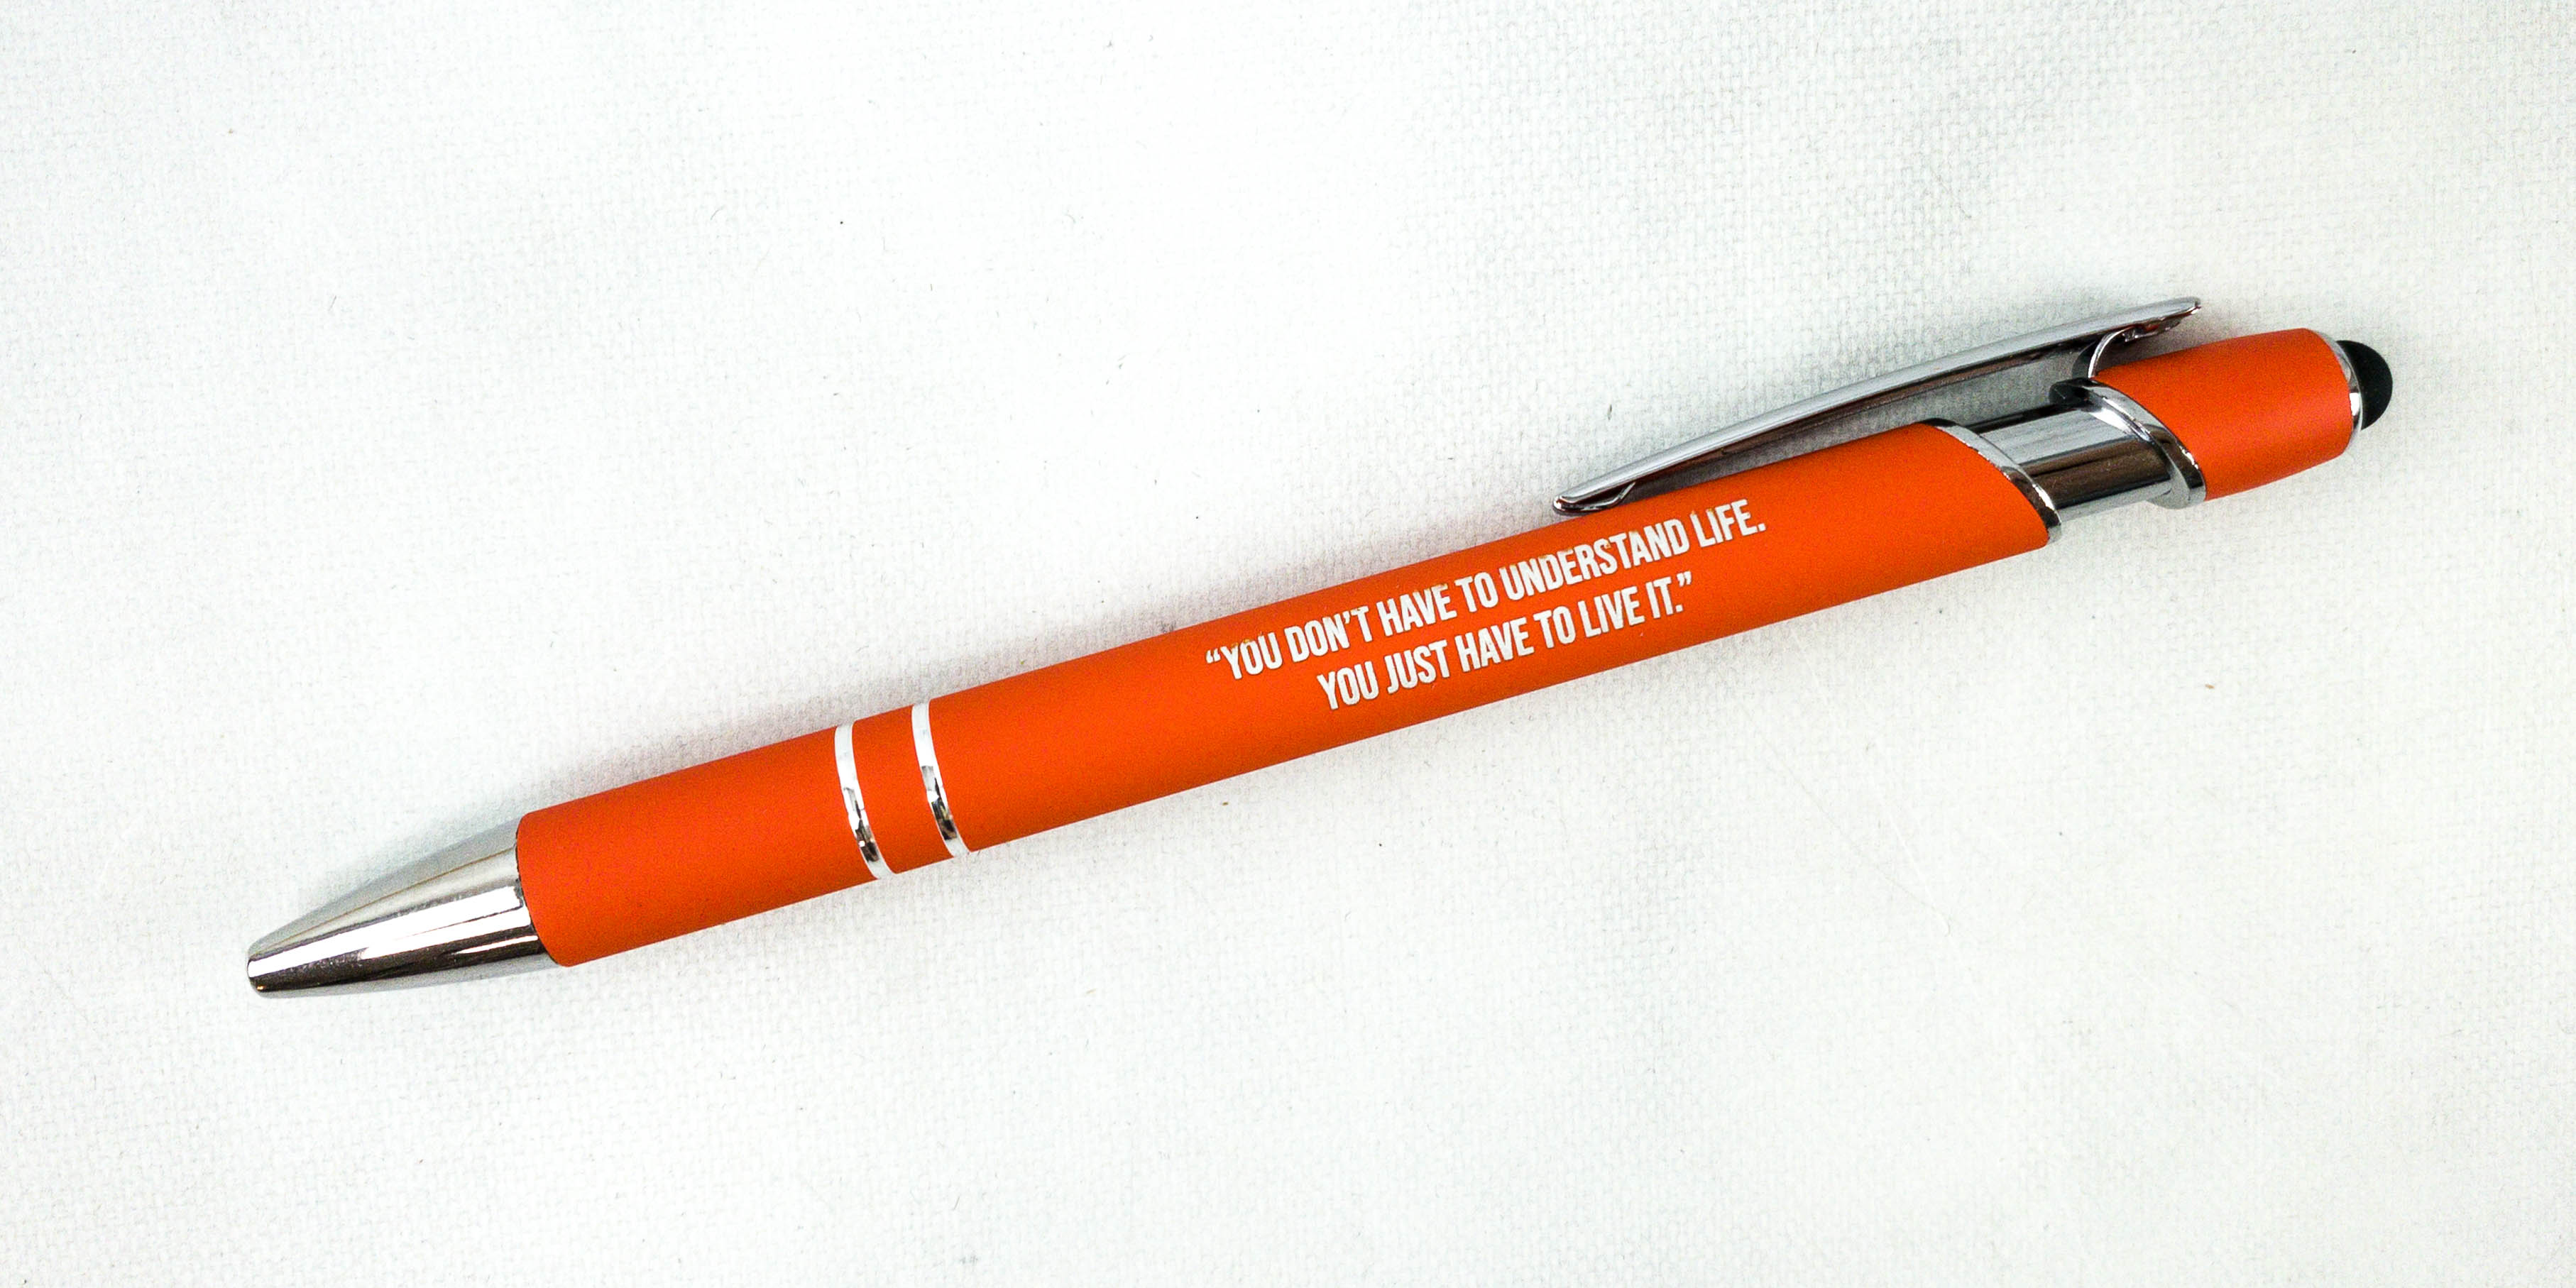 “YOU DON’T HAVE TO UNDERSTAND LIFE.
YOU JUST HAVE TO LIVE IT.”